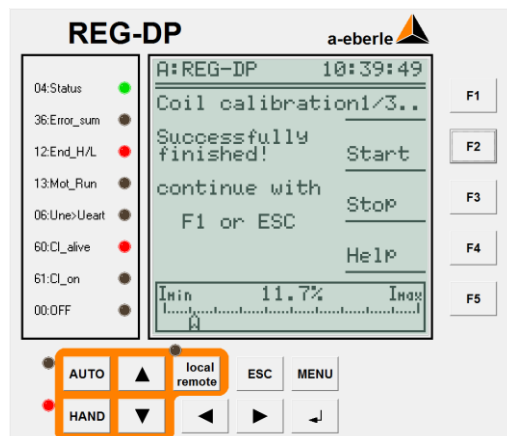 REG-DP
a-eberle
04:Status
36:Error_sum
12:End_H/L
13:Mot_Run
06:Une>Ueart
60:CI_alive
61:CI_on
00:OFF
A:REG-DP 10:39:49
Coil calibration1/3..
Successfully
finished! Start
continue with
Stop
F1 or ESC
Help
Imin 11.7% Imax
F1
F2
F3
F4
F5
AUTO ▲ local
remote ESC MENU
HAND ▼ ◄ ► ↲